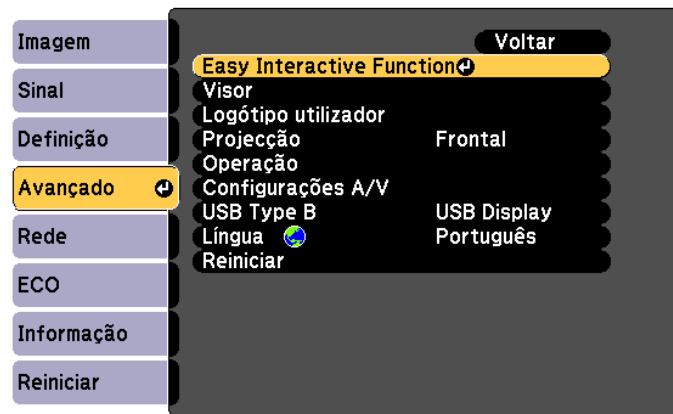 Imagem
Sinal
Definição
Avançado
Rede
ECO
Informação
Reiniciar
Voltar
Easy Interactive Function
Visor
Logótipo utilizador
Projecção Frontal
Operação
Configurações A/V
USB Type B USB Display
Língua Português
Reiniciar